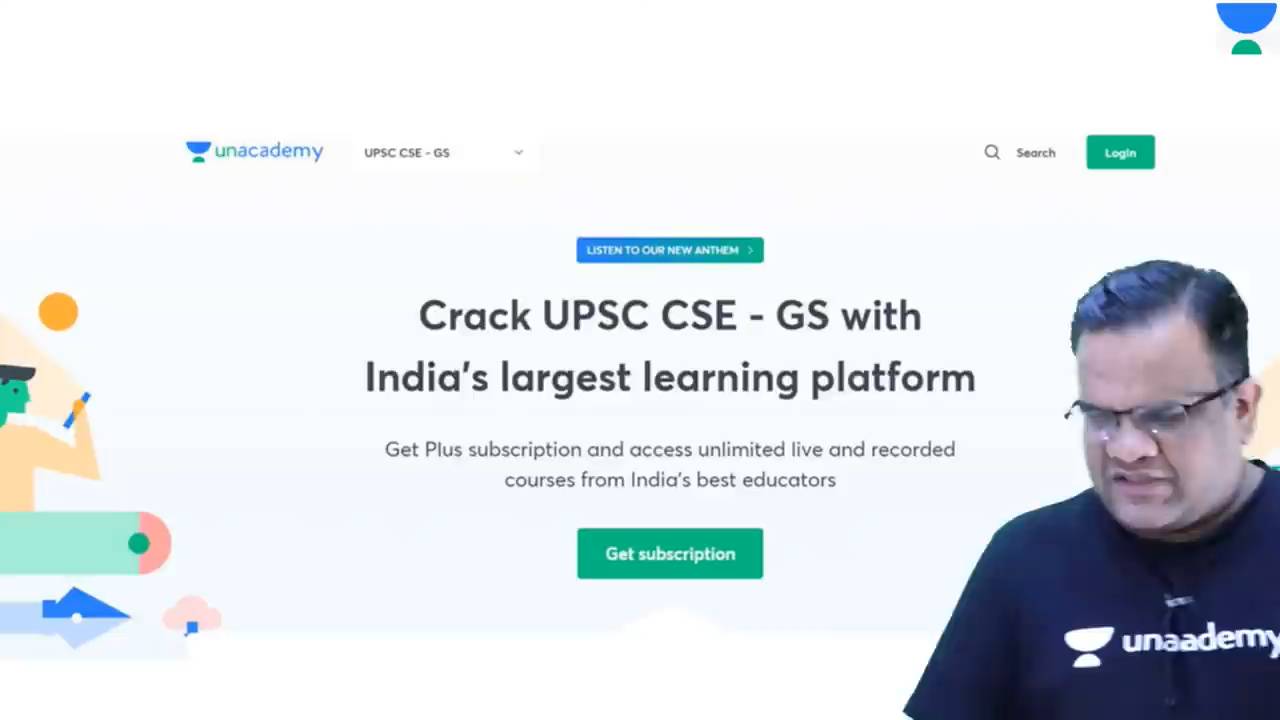 unacademy
UPSC CSE - GS
Search
Login
LISTEN TO OUR NEW ANTHEM
Crack UPSC CSE - GS with
India's largest learning platform
Get Plus subscription and access unlimited live and recorded
courses from India's best educators
Get subscription
unaademy